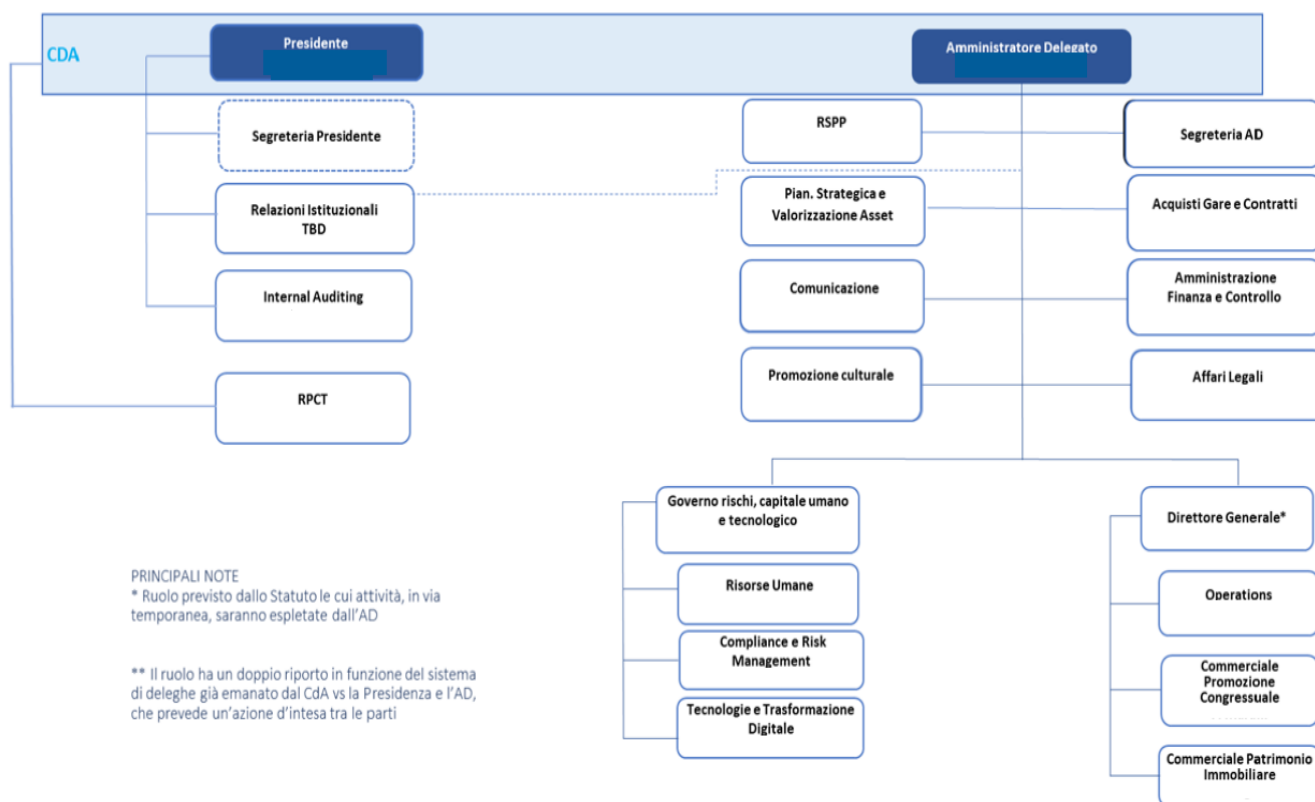 CDA
Presidente
Amministratore Delegato
Segreteria Presidente
RSPP
Segreteria AD
Relazioni Istituzionali
TBD
Pian. Strategica e
Valorizzazione Asset
Acquisti Gare e Contratti
Internal Auditing
Comunicazione
Amministrazione
Finanza e Controllo
RPCT
Promozione culturale
Affari Legali
Governo rischi, capitale umano
e tecnologico
Direttore Generale*
Risorse Umane
Operations
Compliance e Risk
Management
Commerciale
Promozione
Congressuale
Tecnologie e Trasformazione
Digitale
Commerciale Patrimonio
Immobiliare
PRINCIPALI NOTE
* Ruolo previsto dallo Statuto le cui attività, in via
temporanea, saranno espletate dall'AD
** Il ruolo ha un doppio riporto in funzione del sistema
di deleghe già emanato dal CdA vs la Presidenza e l'AD,
che prevede un'azione d'intesa tra le parti